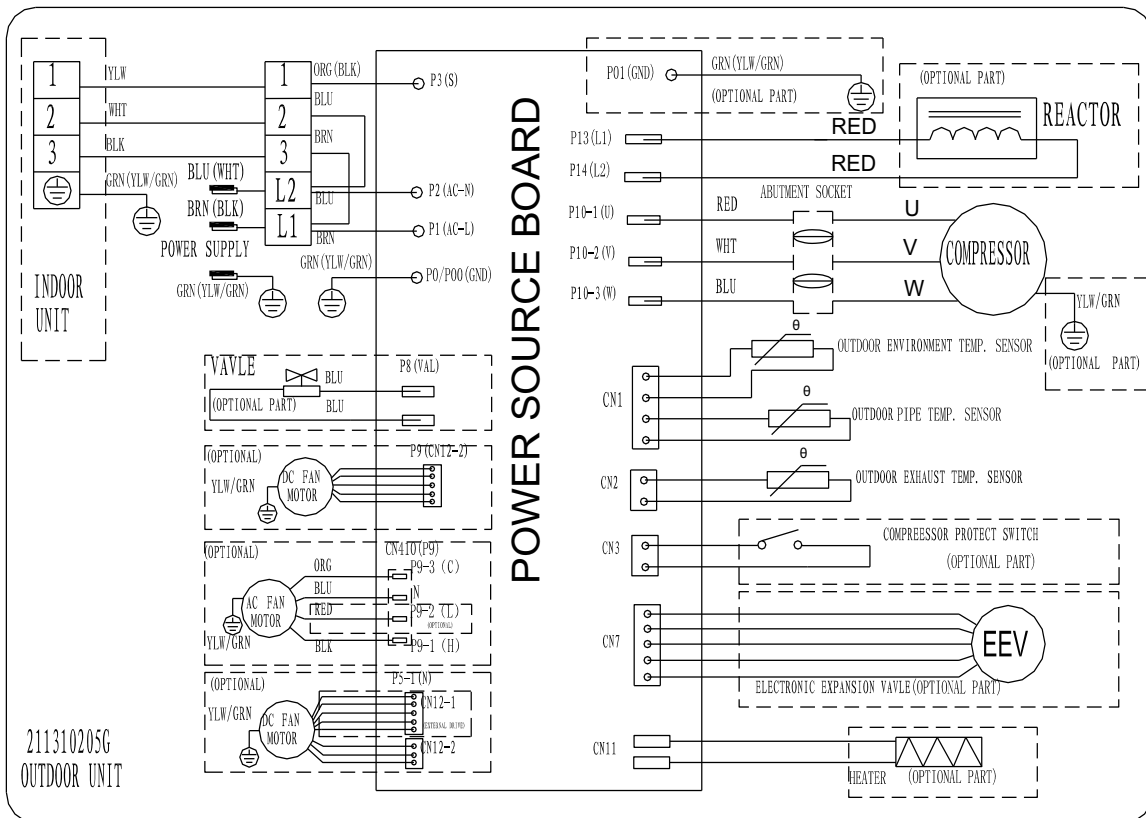 1
2
3
YLW
WHT
BLK
GRN(YLW/GRN)
INDOOR
UNIT
1
2
3
L2
L1
BLU(WHT)
BRN(BLK)
POWER SUPPLY
GRN(YLW/GRN)
ORG(BLK)
BLU
BRN
BLU
BRN
GRN(YLW/GRN)
P3(S)
P2(AC-N)
P1(AC-L)
P0/P00(GND)
POWER SOURCE BOARD
P01(GND)
GRN(YLW/GRN)
(OPTIONAL PART)
(OPTIONAL PART)
REACTOR
P13(L1)
RED
P14(L2)
RED
ABUTMENT SOCKET
P10-1(U)
RED
U
P10-2(V)
WHT
V
P10-3(W)
BLU
W
COMPRESSOR
YLW/GRN
(OPTIONAL PART)
VAVLE
P8(VAL)
BLU
(OPTIONAL PART)
BLU
(OPTIONAL)
P9(CN12-2)
DC FAN
MOTOR
YLW/GRN
(OPTIONAL)
CN410(P9)
ORG
P9-3 (C)
BLU
N
RED
P9-2 (L)
(OPTIONAL)
BLK
P9-1 (H)
AC FAN
MOTOR
YLW/GRN
(OPTIONAL)
P5-1(N)
CN12-1
(EXTERNAL DRIVE)
CN12-2
YLW/GRN
DC FAN
MOTOR
CN1
θ
OUTDOOR ENVIRONMENT TEMP. SENSOR
θ
OUTDOOR PIPE TEMP. SENSOR
CN2
θ
OUTDOOR EXHAUST TEMP. SENSOR
CN3
COMPREESSOR PROTECT SWITCH
(OPTIONAL PART)
CN7
EEV
ELECTRONIC EXPANSION VAVLE(OPTIONAL PART)
CN11
HEATER
(OPTIONAL PART)
211310205G
OUTDOOR UNIT